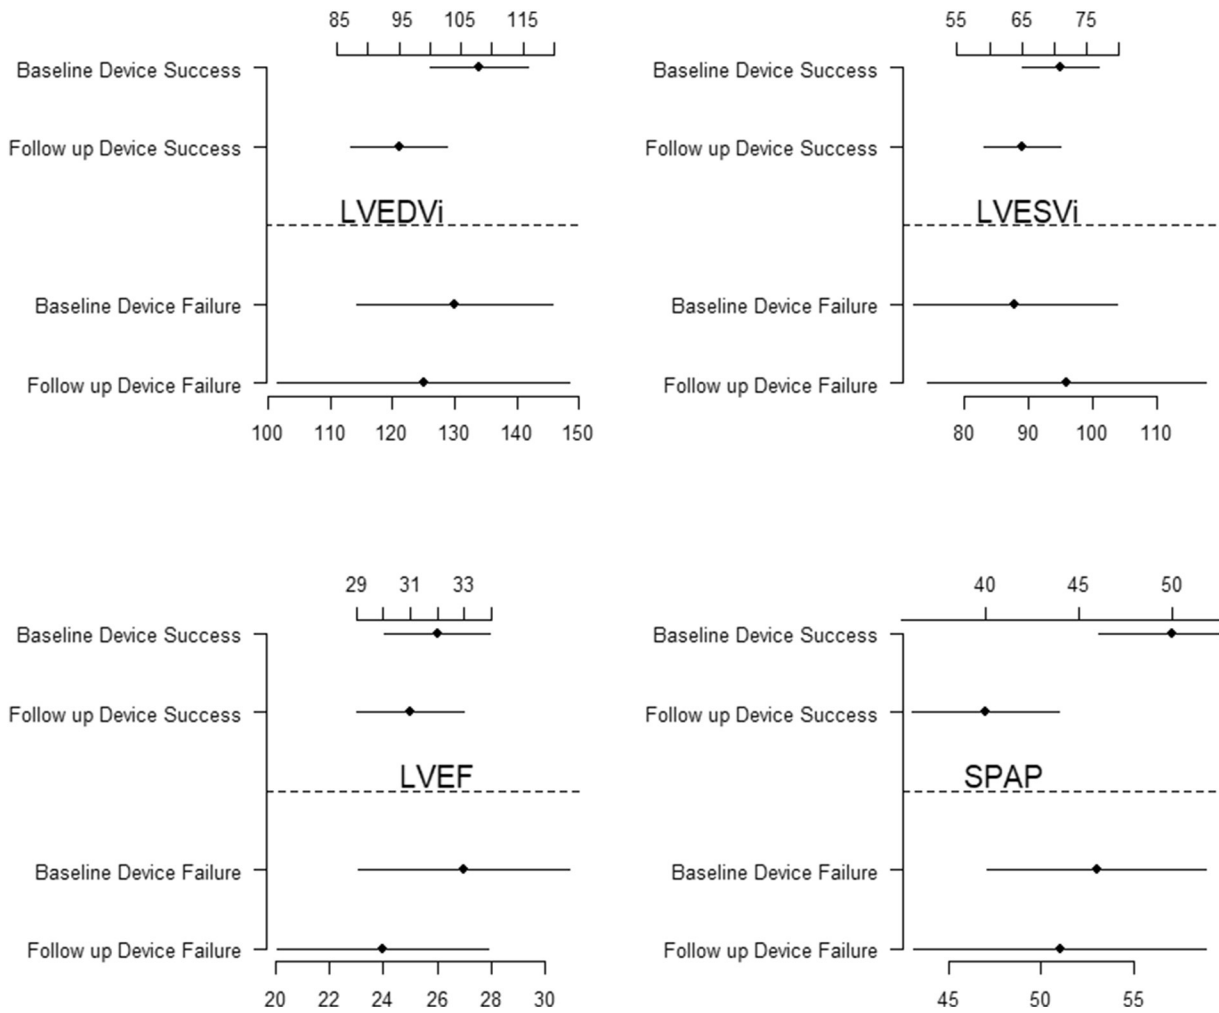 85 95 105 115
Baseline Device Success
Follow up Device Success
LVEDVi
Baseline Device Failure
Follow up Device Failure
100 110 120 130 140 150
55 65 75
Baseline Device Success
Follow up Device Success
LVESVi
Baseline Device Failure
Follow up Device Failure
80 90 100 110
29 31 33
Baseline Device Success
Follow up Device Success
LVEF
Baseline Device Failure
Follow up Device Failure
20 22 24 26 28 30
40 45 50
Baseline Device Success
Follow up Device Success
SPAP
Baseline Device Failure
Follow up Device Failure
45 50 55